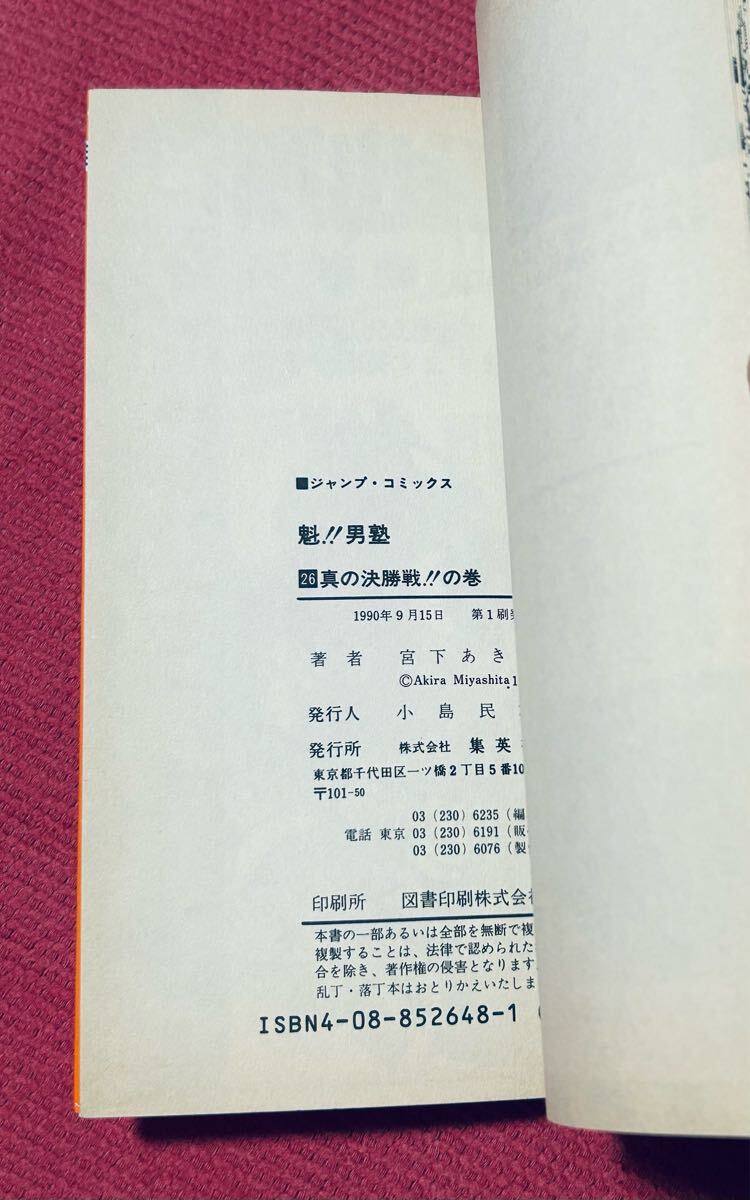 ■ジャンプ・コミックス
魁!!男塾
26真の決勝戦!!の巻
1990年9月15日　第1刷
著者　宮下あき
©Akira Miyashita 1
発行人　小島民
発行所　株式会社 集英
東京都千代田区一ツ橋2丁目5番10
〒101-50
03(230)6235(編
電話 東京 03(230)6191(販
03(230)6076(製
印刷所　図書印刷株式会
本書の一部あるいは全部を無断で複
複製することは、法律で認められた
合を除き、著作権の侵害となります
乱丁・落丁本はおとりかえいたしま
ISBN4-08-852648-1